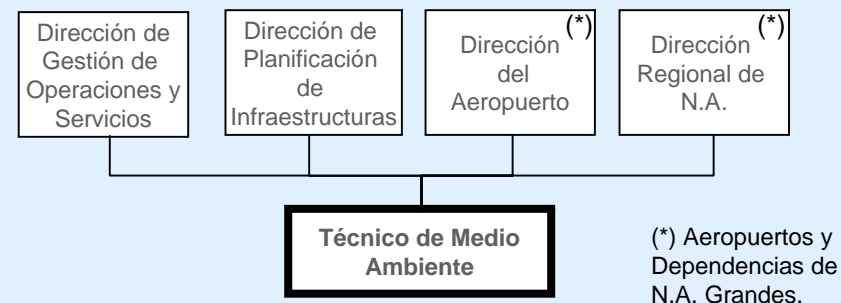 Dirección de
Gestión de
Operaciones y
Servicios
Dirección de
Planificación
de
Infraestructuras
Dirección (*)
del
Aeropuerto
Dirección (*)
Regional de
N.A.
Técnico de Medio
Ambiente
(*) Aeropuertos y
Dependencias de
N.A. Grandes.